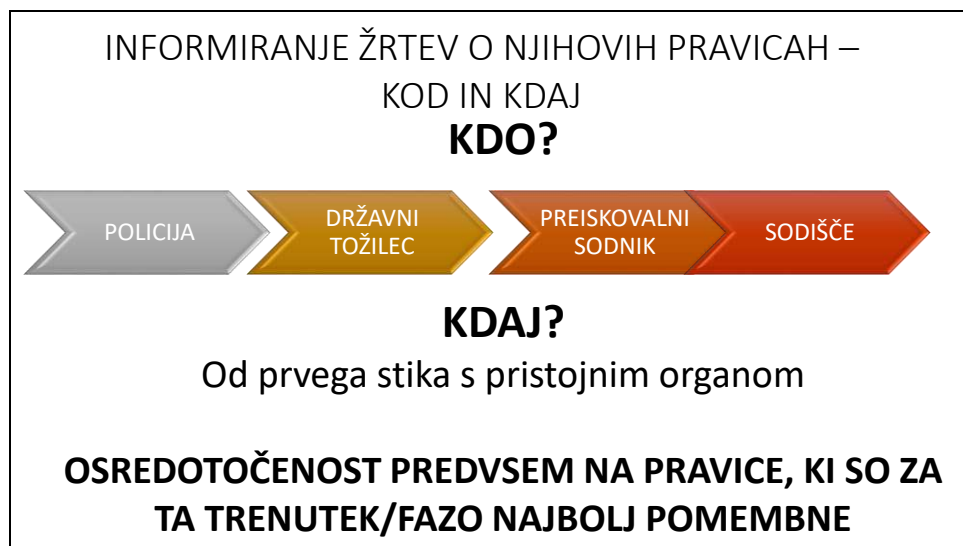 INFORMIRANJE ŽRTEV O NJIHOVIH PRAVICAH –
KOD IN KDAJ
KDO?
POLICIJA
DRŽAVNI
TOŽILEC
PREISKOVALNI
SODNIK
SODIŠČE
KDAJ?
Od prvega stika s pristojnim organom
OSREDOTOČENOST PREDVSEM NA PRAVICE, KI SO ZA
TA TRENUTEK/FAZO NAJBOLJ POMEMBNE